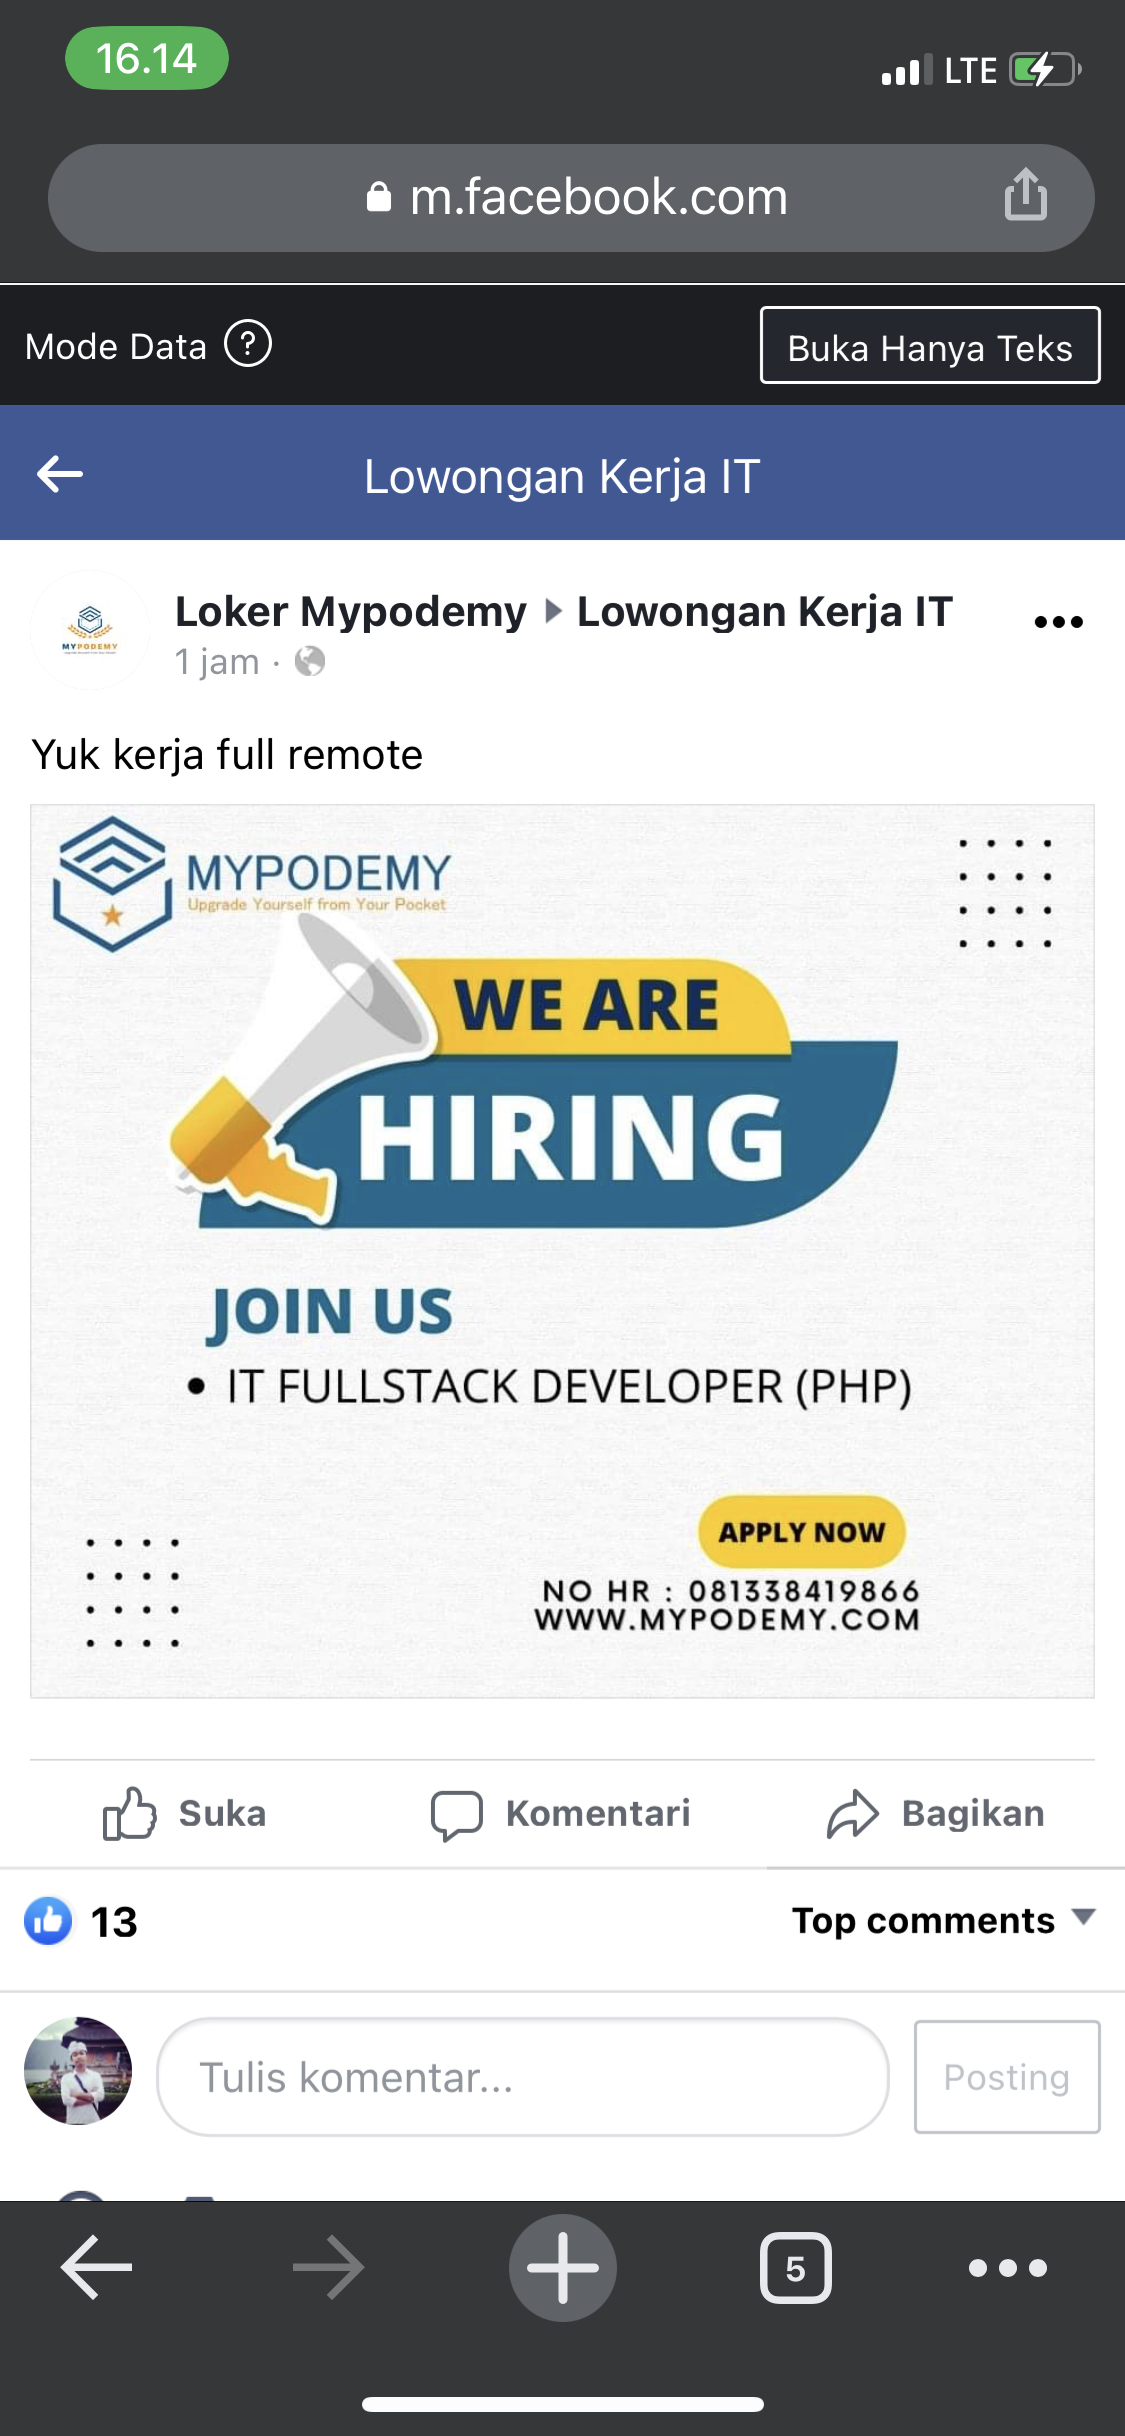 16.14
LTE
m.facebook.com
Mode Data ?
Buka Hanya Teks
Lowongan Kerja IT
MYPODEMY
Loker Mypodemy ▸ Lowongan Kerja IT
1 jam ·
Yuk kerja full remote
MYPODEMY
Upgrade Yourself from Your Pocket
WE ARE
HIRING
JOIN US
• IT FULLSTACK DEVELOPER (PHP)
APPLY NOW
NO HR : 081338419866
WWW.MYPODEMY.COM
Suka
Komentari
Bagikan
13
Top comments
Tulis komentar...
Posting
5